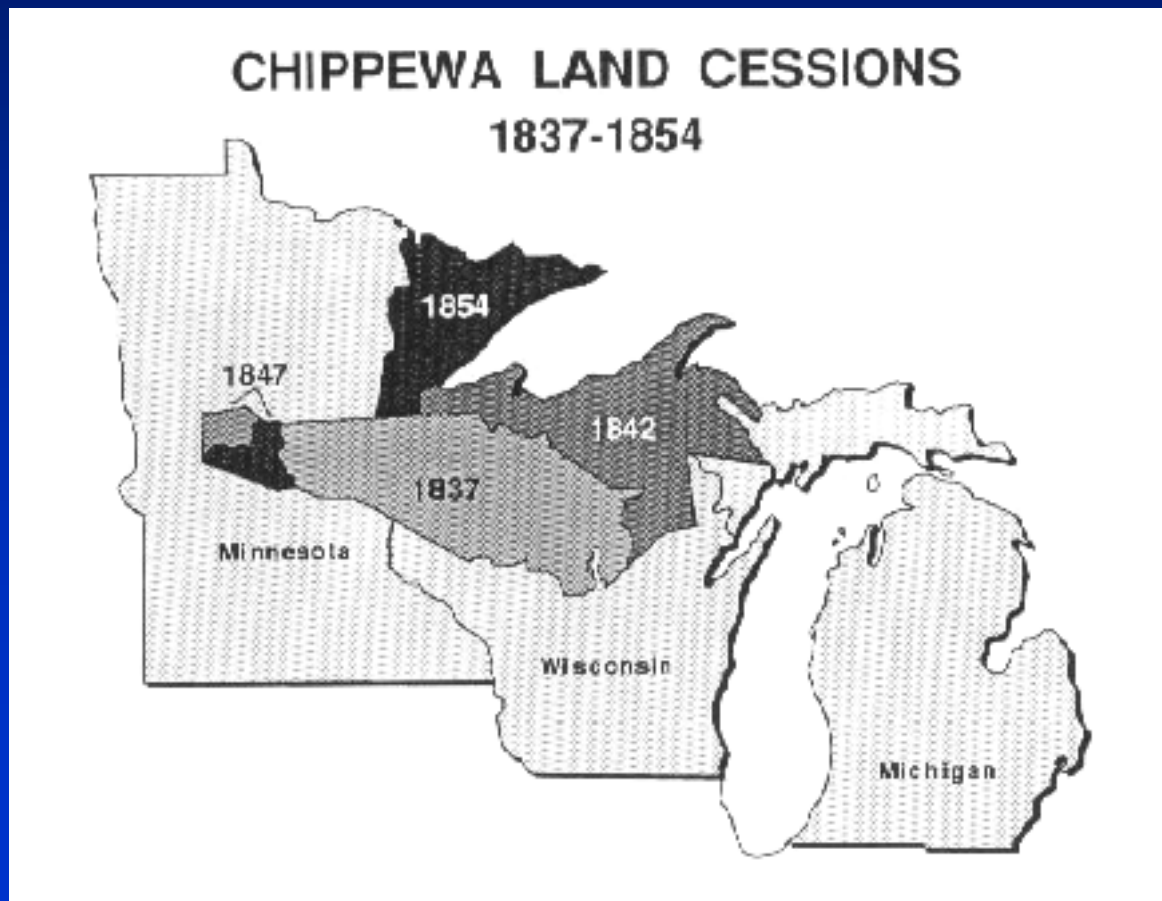 CHIPPEWA LAND CESSIONS
1837-1854
1854
1847
1842
1837
Minnesota
Wisconsin
Michigan